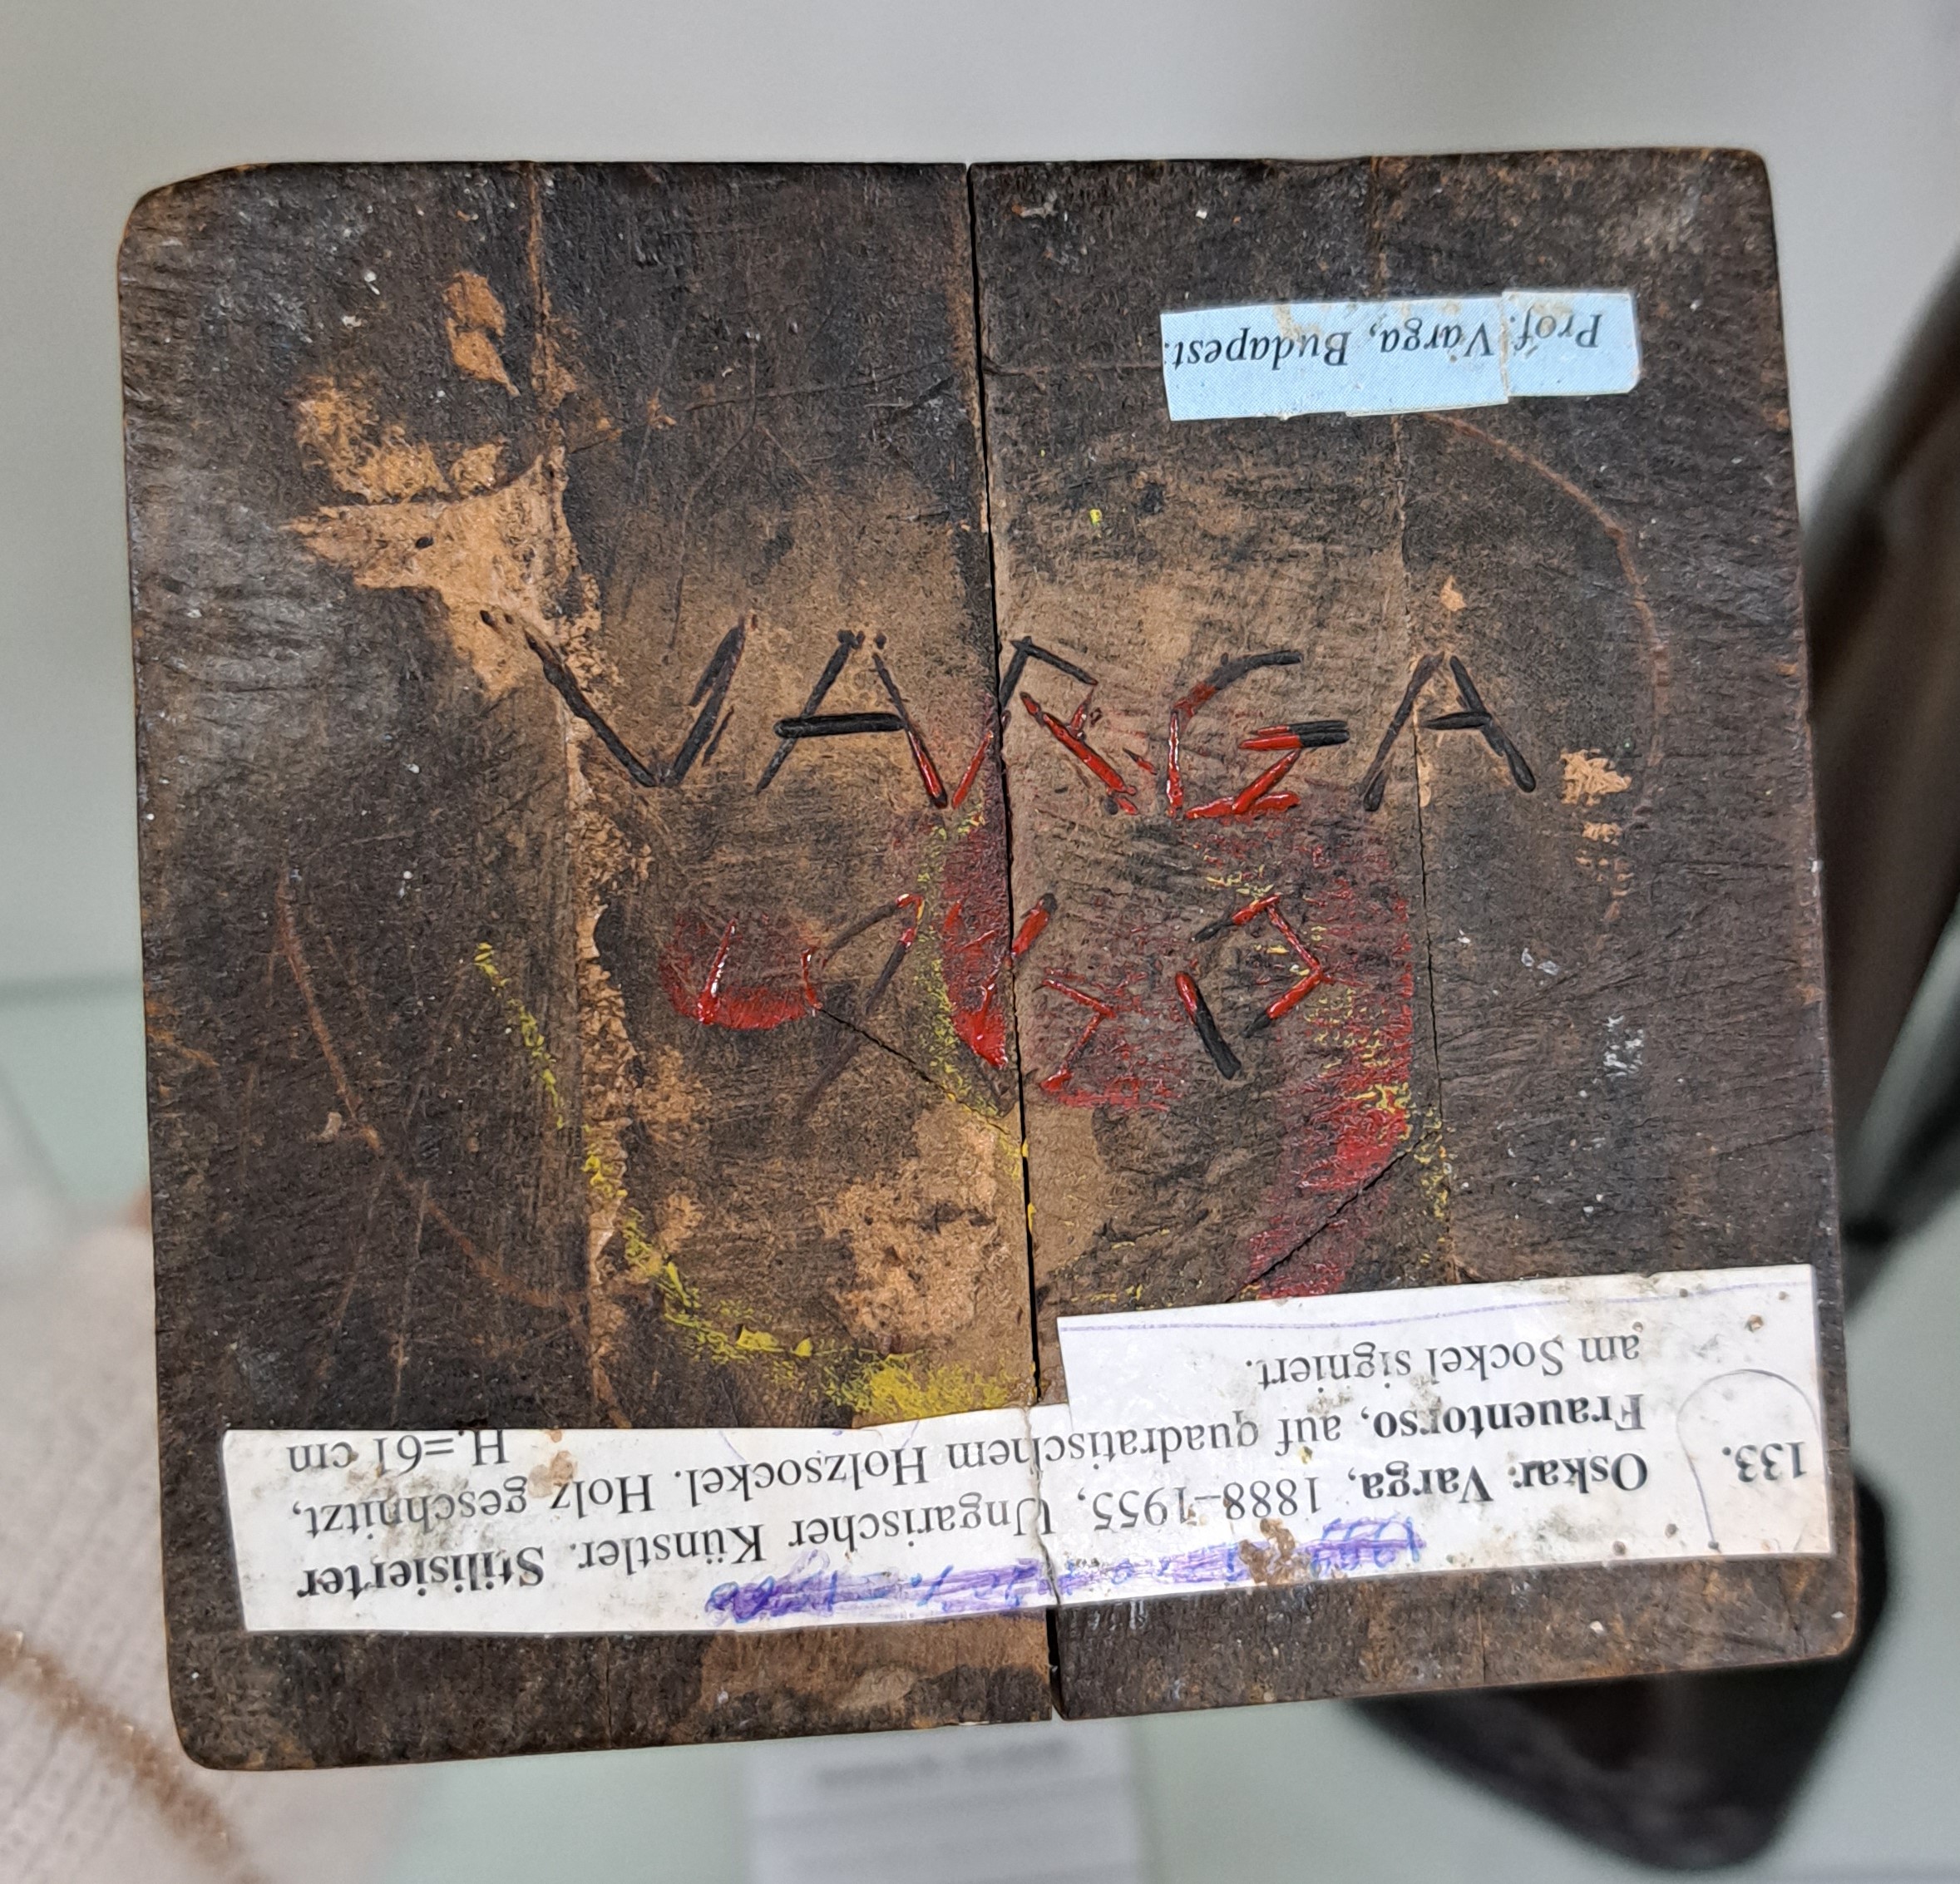 Prof. Varga, Budapest.
VARGA
1930
133.
Oskar Varga, 1888–1955, Ungarischer Künstler. Stilisierter
Frauentorso, auf quadratischem Holzsockel. Holz geschnitzt,
am Sockel signiert.
H.=61 cm